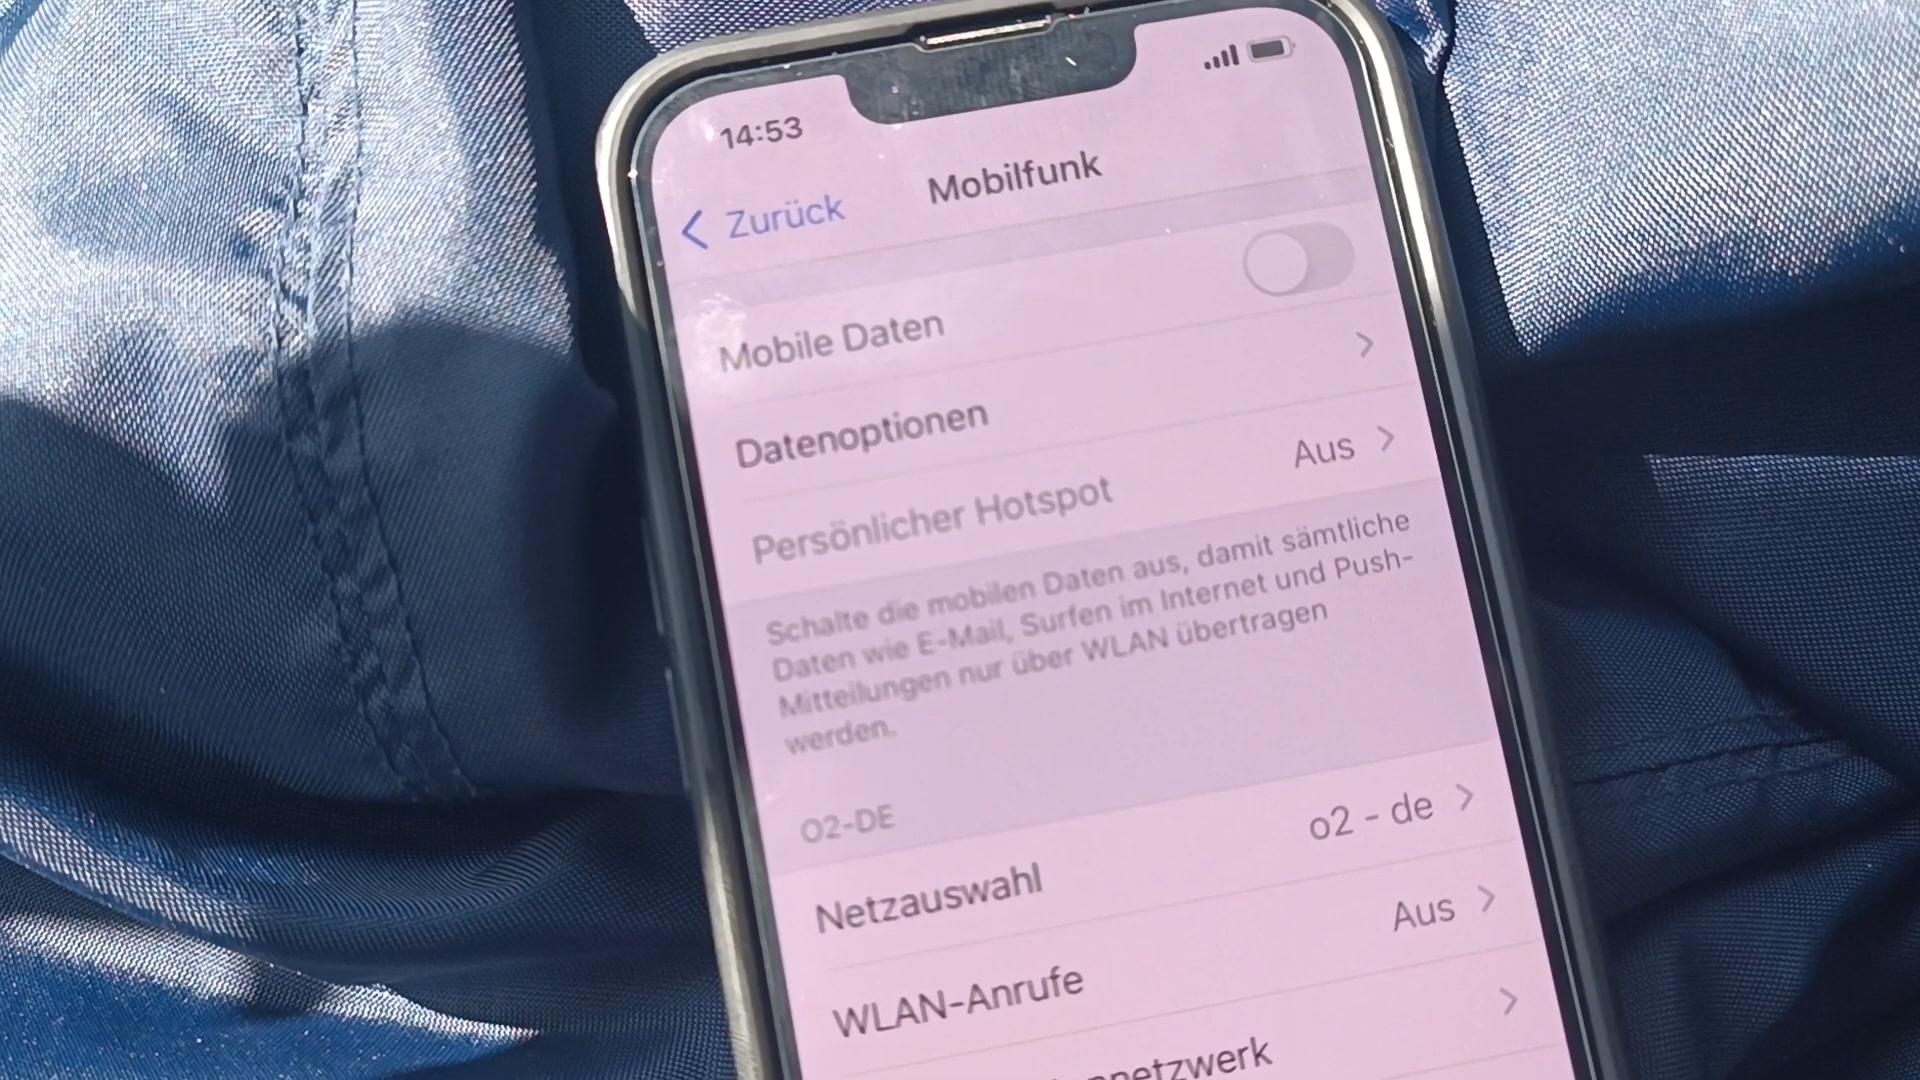 14:53
Zurück
Mobilfunk
Mobile Daten
Datenoptionen
Persönlicher Hotspot
Aus
Schalte die mobilen Daten aus, damit sämtliche
Daten wie E-Mail, Surfen im Internet und Push-
Mitteilungen nur über WLAN übertragen
werden.
O2-DE
Netzauswahl
o2 - de
WLAN-Anrufe
Aus